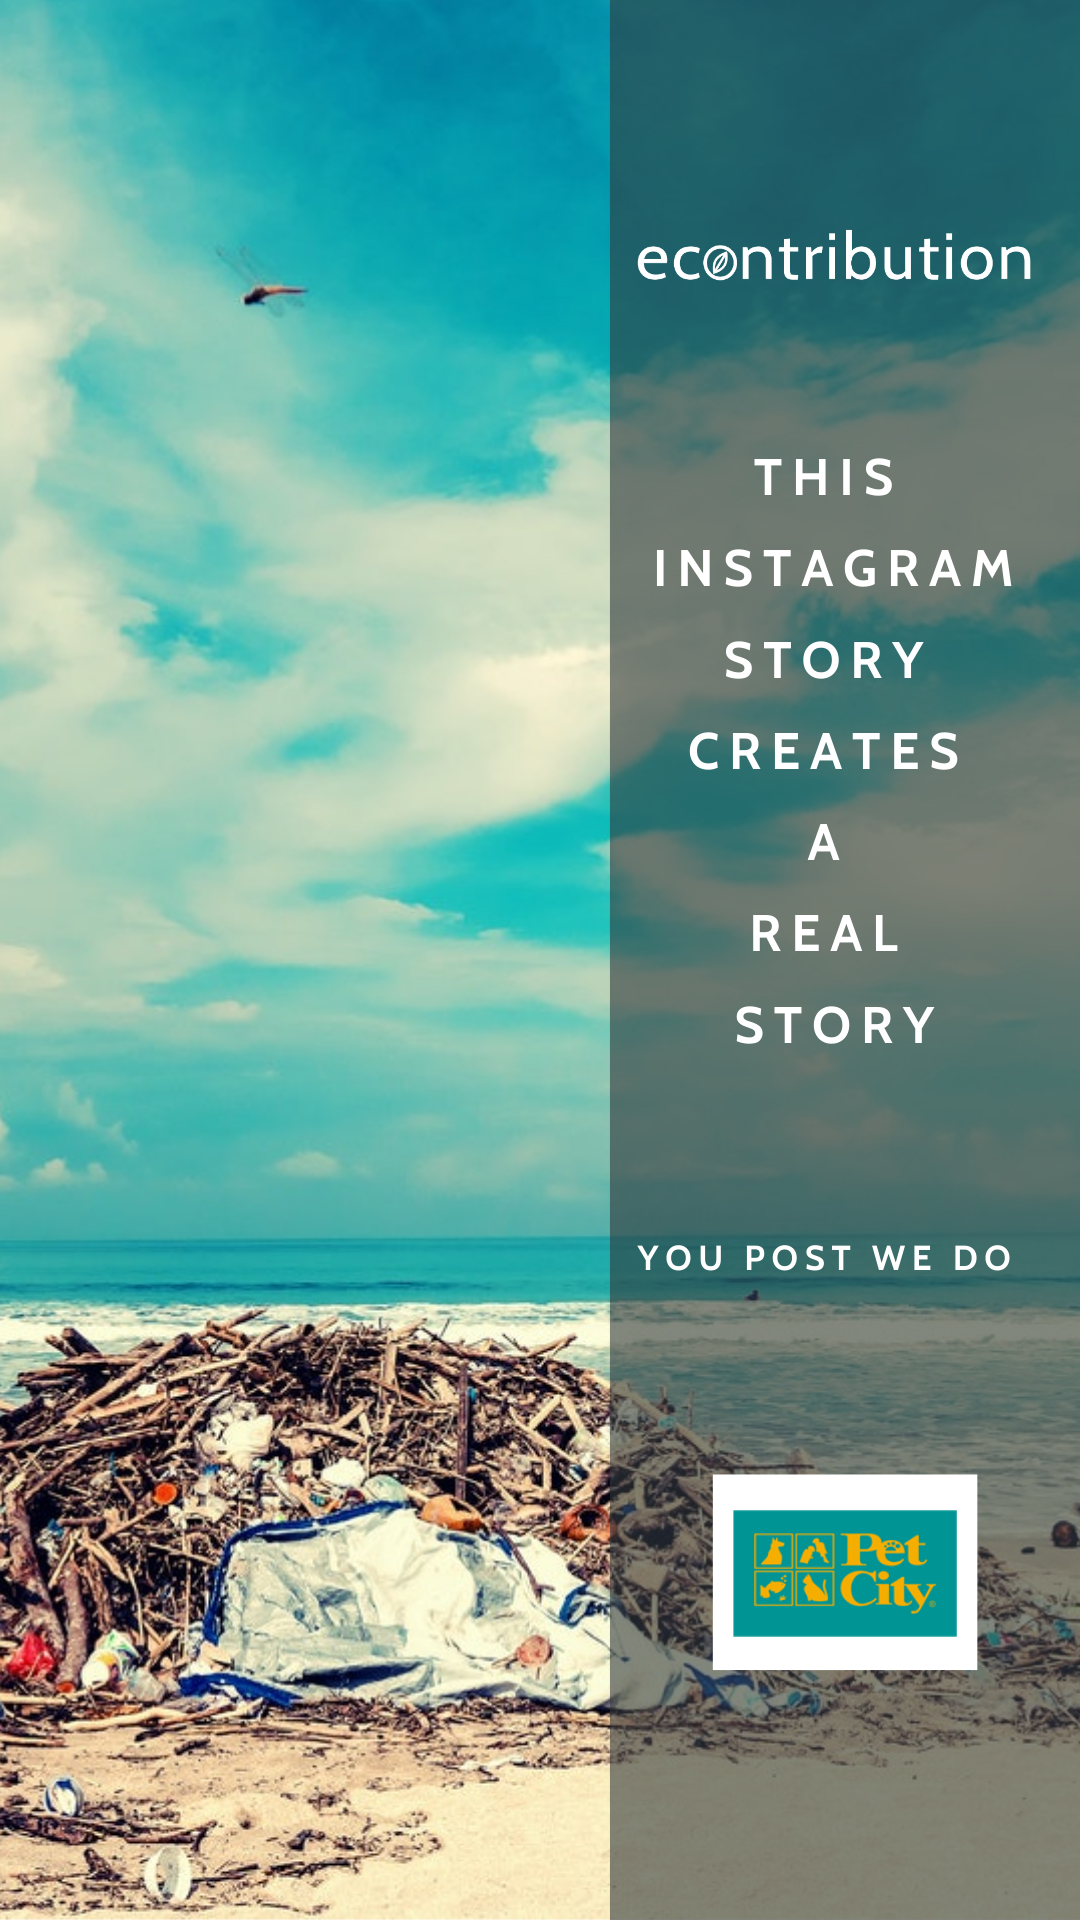 econtribution
THIS
INSTAGRAM
STORY
CREATES
A
REAL
STORY
YOU POST WE DO
Pet
City®